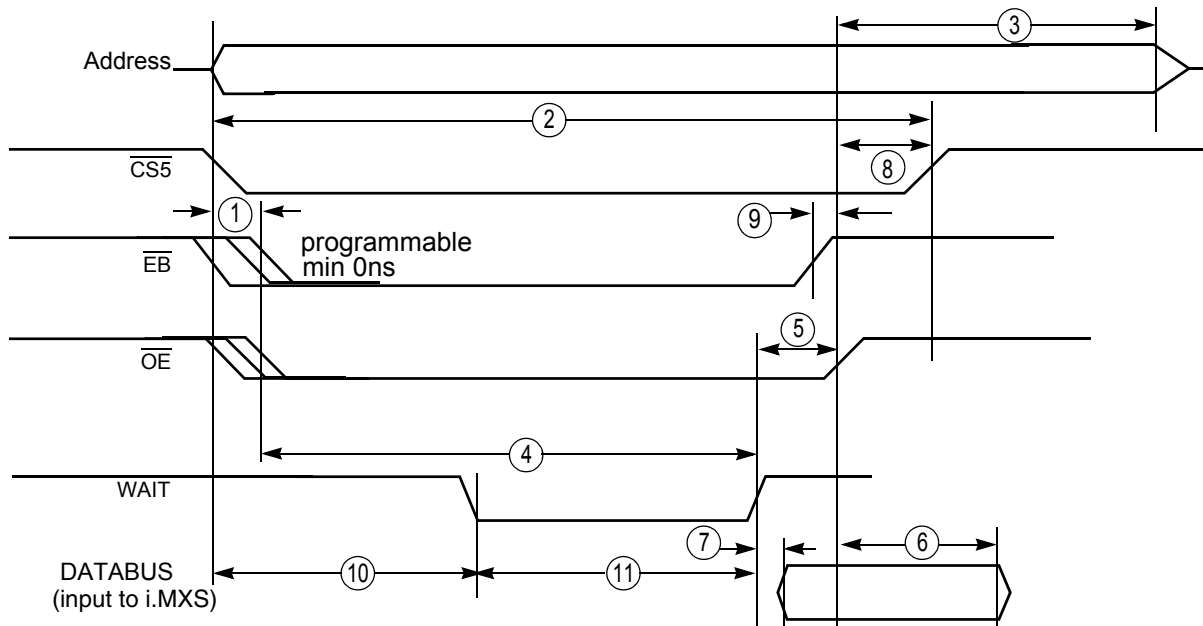 3
Address
2
CS5
8
1
9
programmable
min 0ns
EB
5
OE
4
WAIT
7
6
10
11
DATABUS
(input to i.MXS)